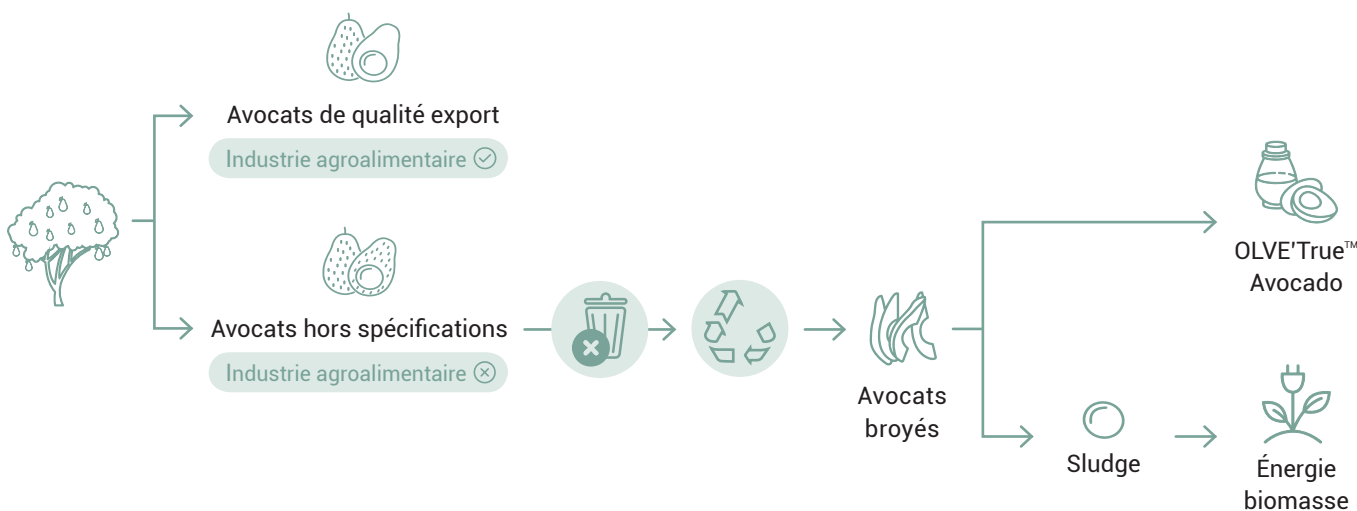 Avocats de qualité export
Industrie agroalimentaire
Avocats hors spécifications
Industrie agroalimentaire
Avocats
broyés
OLVE'True™
Avocado
Sludge
Énergie
biomasse